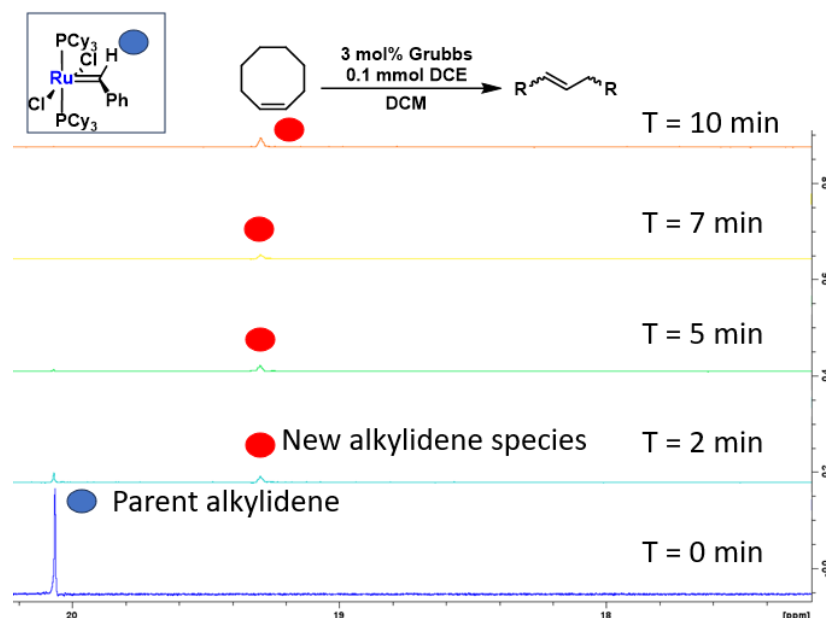 PCy3
Cl
H
Ru
Cl
Ph
PCy3
3 mol% Grubbs
0.1 mmol DCE
DCM
R
R
T = 10 min
T = 7 min
T = 5 min
New alkylidene species
T = 2 min
Parent alkylidene
T = 0 min
20
19
18
[ppm]